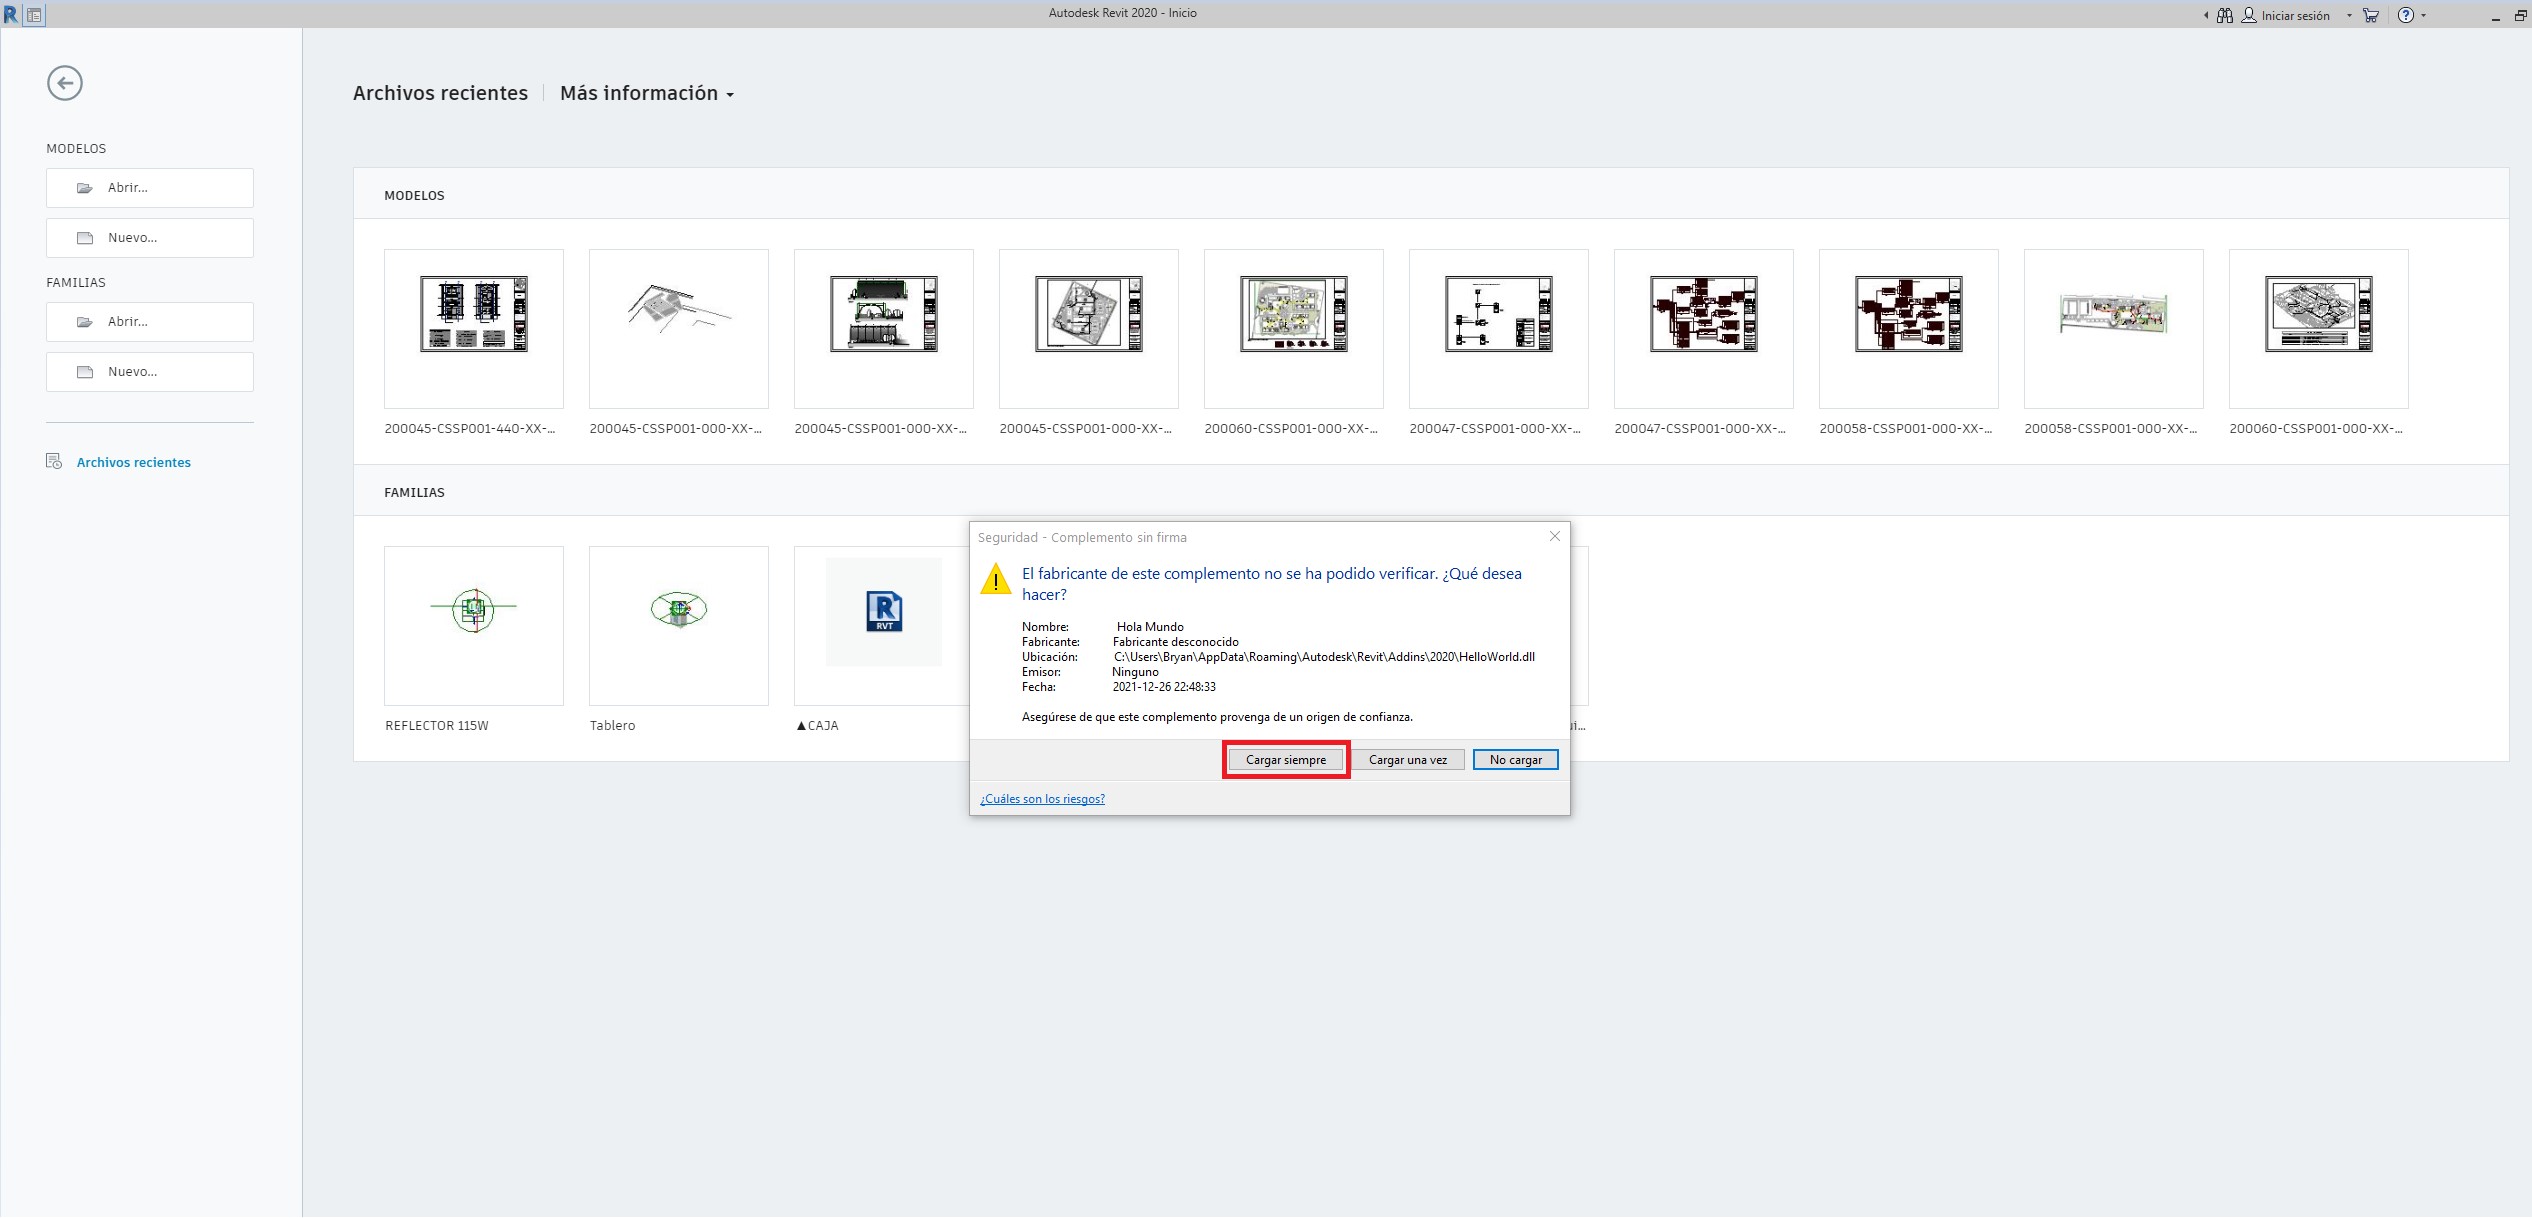 Autodesk Revit 2020 - Inicio
Iniciar sesión
Archivos recientes
Más información
MODELOS
Abrir...
Nuevo...
FAMILIAS
Abrir...
Nuevo...
Archivos recientes
MODELOS
200045-CSSP001-440-XX-...
200045-CSSP001-000-XX-...
200045-CSSP001-000-XX-...
200045-CSSP001-000-XX-...
200060-CSSP001-000-XX-...
200047-CSSP001-000-XX-...
200047-CSSP001-000-XX-...
200058-CSSP001-000-XX-...
200058-CSSP001-000-XX-...
200060-CSSP001-000-XX-...
FAMILIAS
R
RVT
REFLECTOR 115W
Tablero
▲CAJA
Seguridad - Complemento sin firma
El fabricante de este complemento no se ha podido verificar. ¿Qué desea
hacer?
Nombre: Hola Mundo
Fabricante: Fabricante desconocido
Ubicación: C:\Users\Bryan\AppData\Roaming\Autodesk\Revit\Addins\2020\HelloWorld.dll
Emisor: Ninguno
Fecha: 2021-12-26 22:48:33
Asegúrese de que este complemento provenga de un origen de confianza.
Cargar siempre
Cargar una vez
No cargar
¿Cuáles son los riesgos?